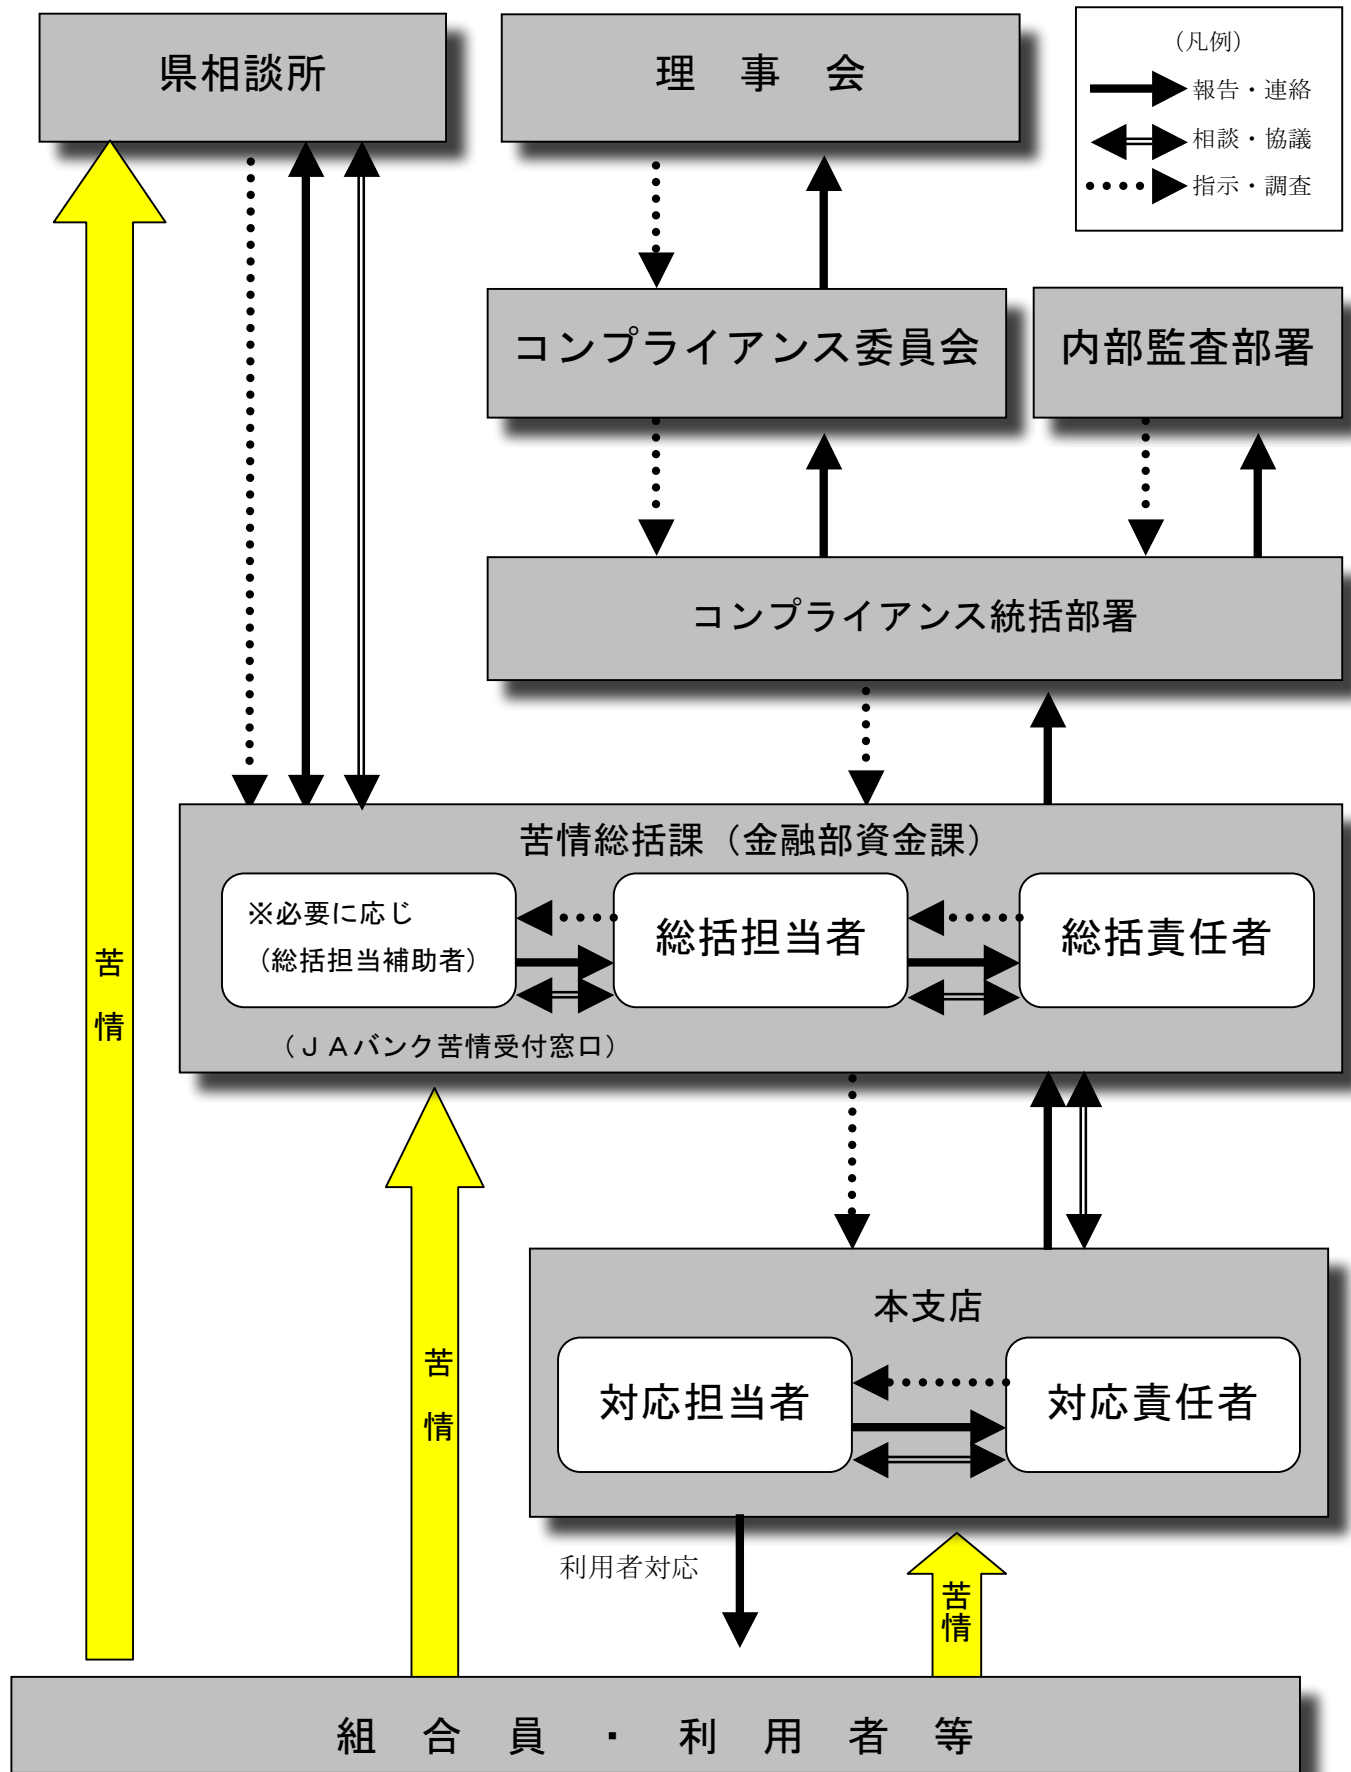 県相談所
理　事　会
（凡例）
報告・連絡
相談・協議
指示・調査
コンプライアンス委員会
内部監査部署
コンプライアンス統括部署
苦情総括課（金融部資金課）
※必要に応じ
（総括担当補助者）
総括担当者
総括責任者
（ＪＡバンク苦情受付窓口）
苦情
苦情
本支店
対応担当者
対応責任者
利用者対応
苦情
組　合　員　・　利　用　者　等